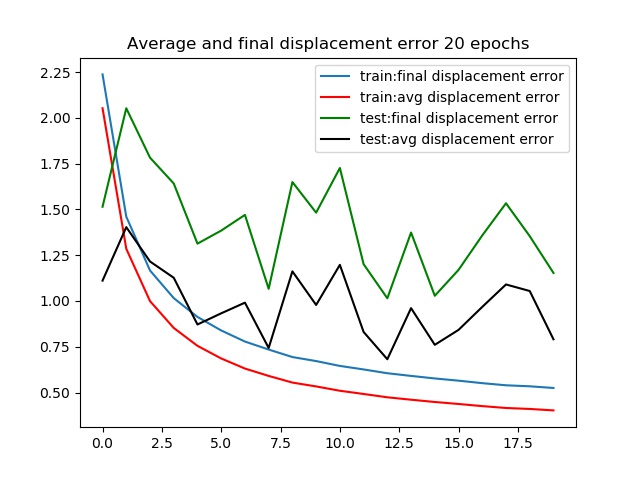 Average and final displacement error 20 epochs
train:final displacement error
train:avg displacement error
test:final displacement error
test:avg displacement error
2.25
2.00
1.75
1.50
1.25
1.00
0.75
0.50
0.0 2.5 5.0 7.5 10.0 12.5 15.0 17.5